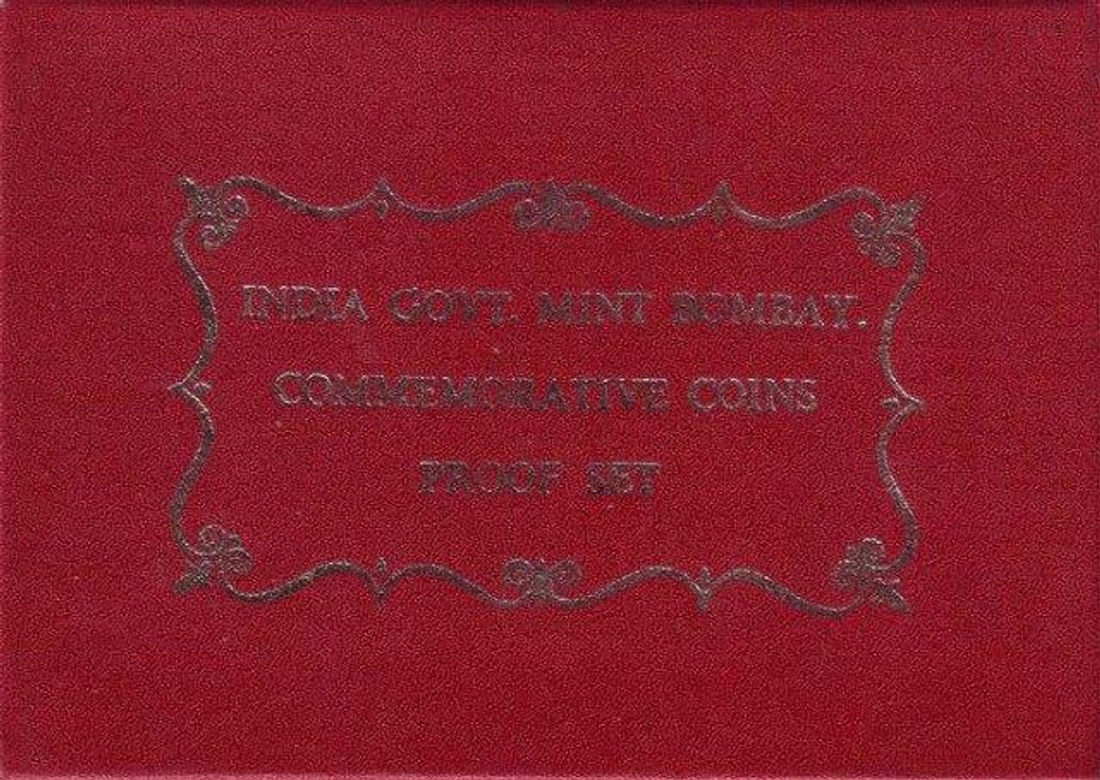 INDIA GOVT. MINT BOMBAY.
COMMEMORATIVE COINS
PROOF SET